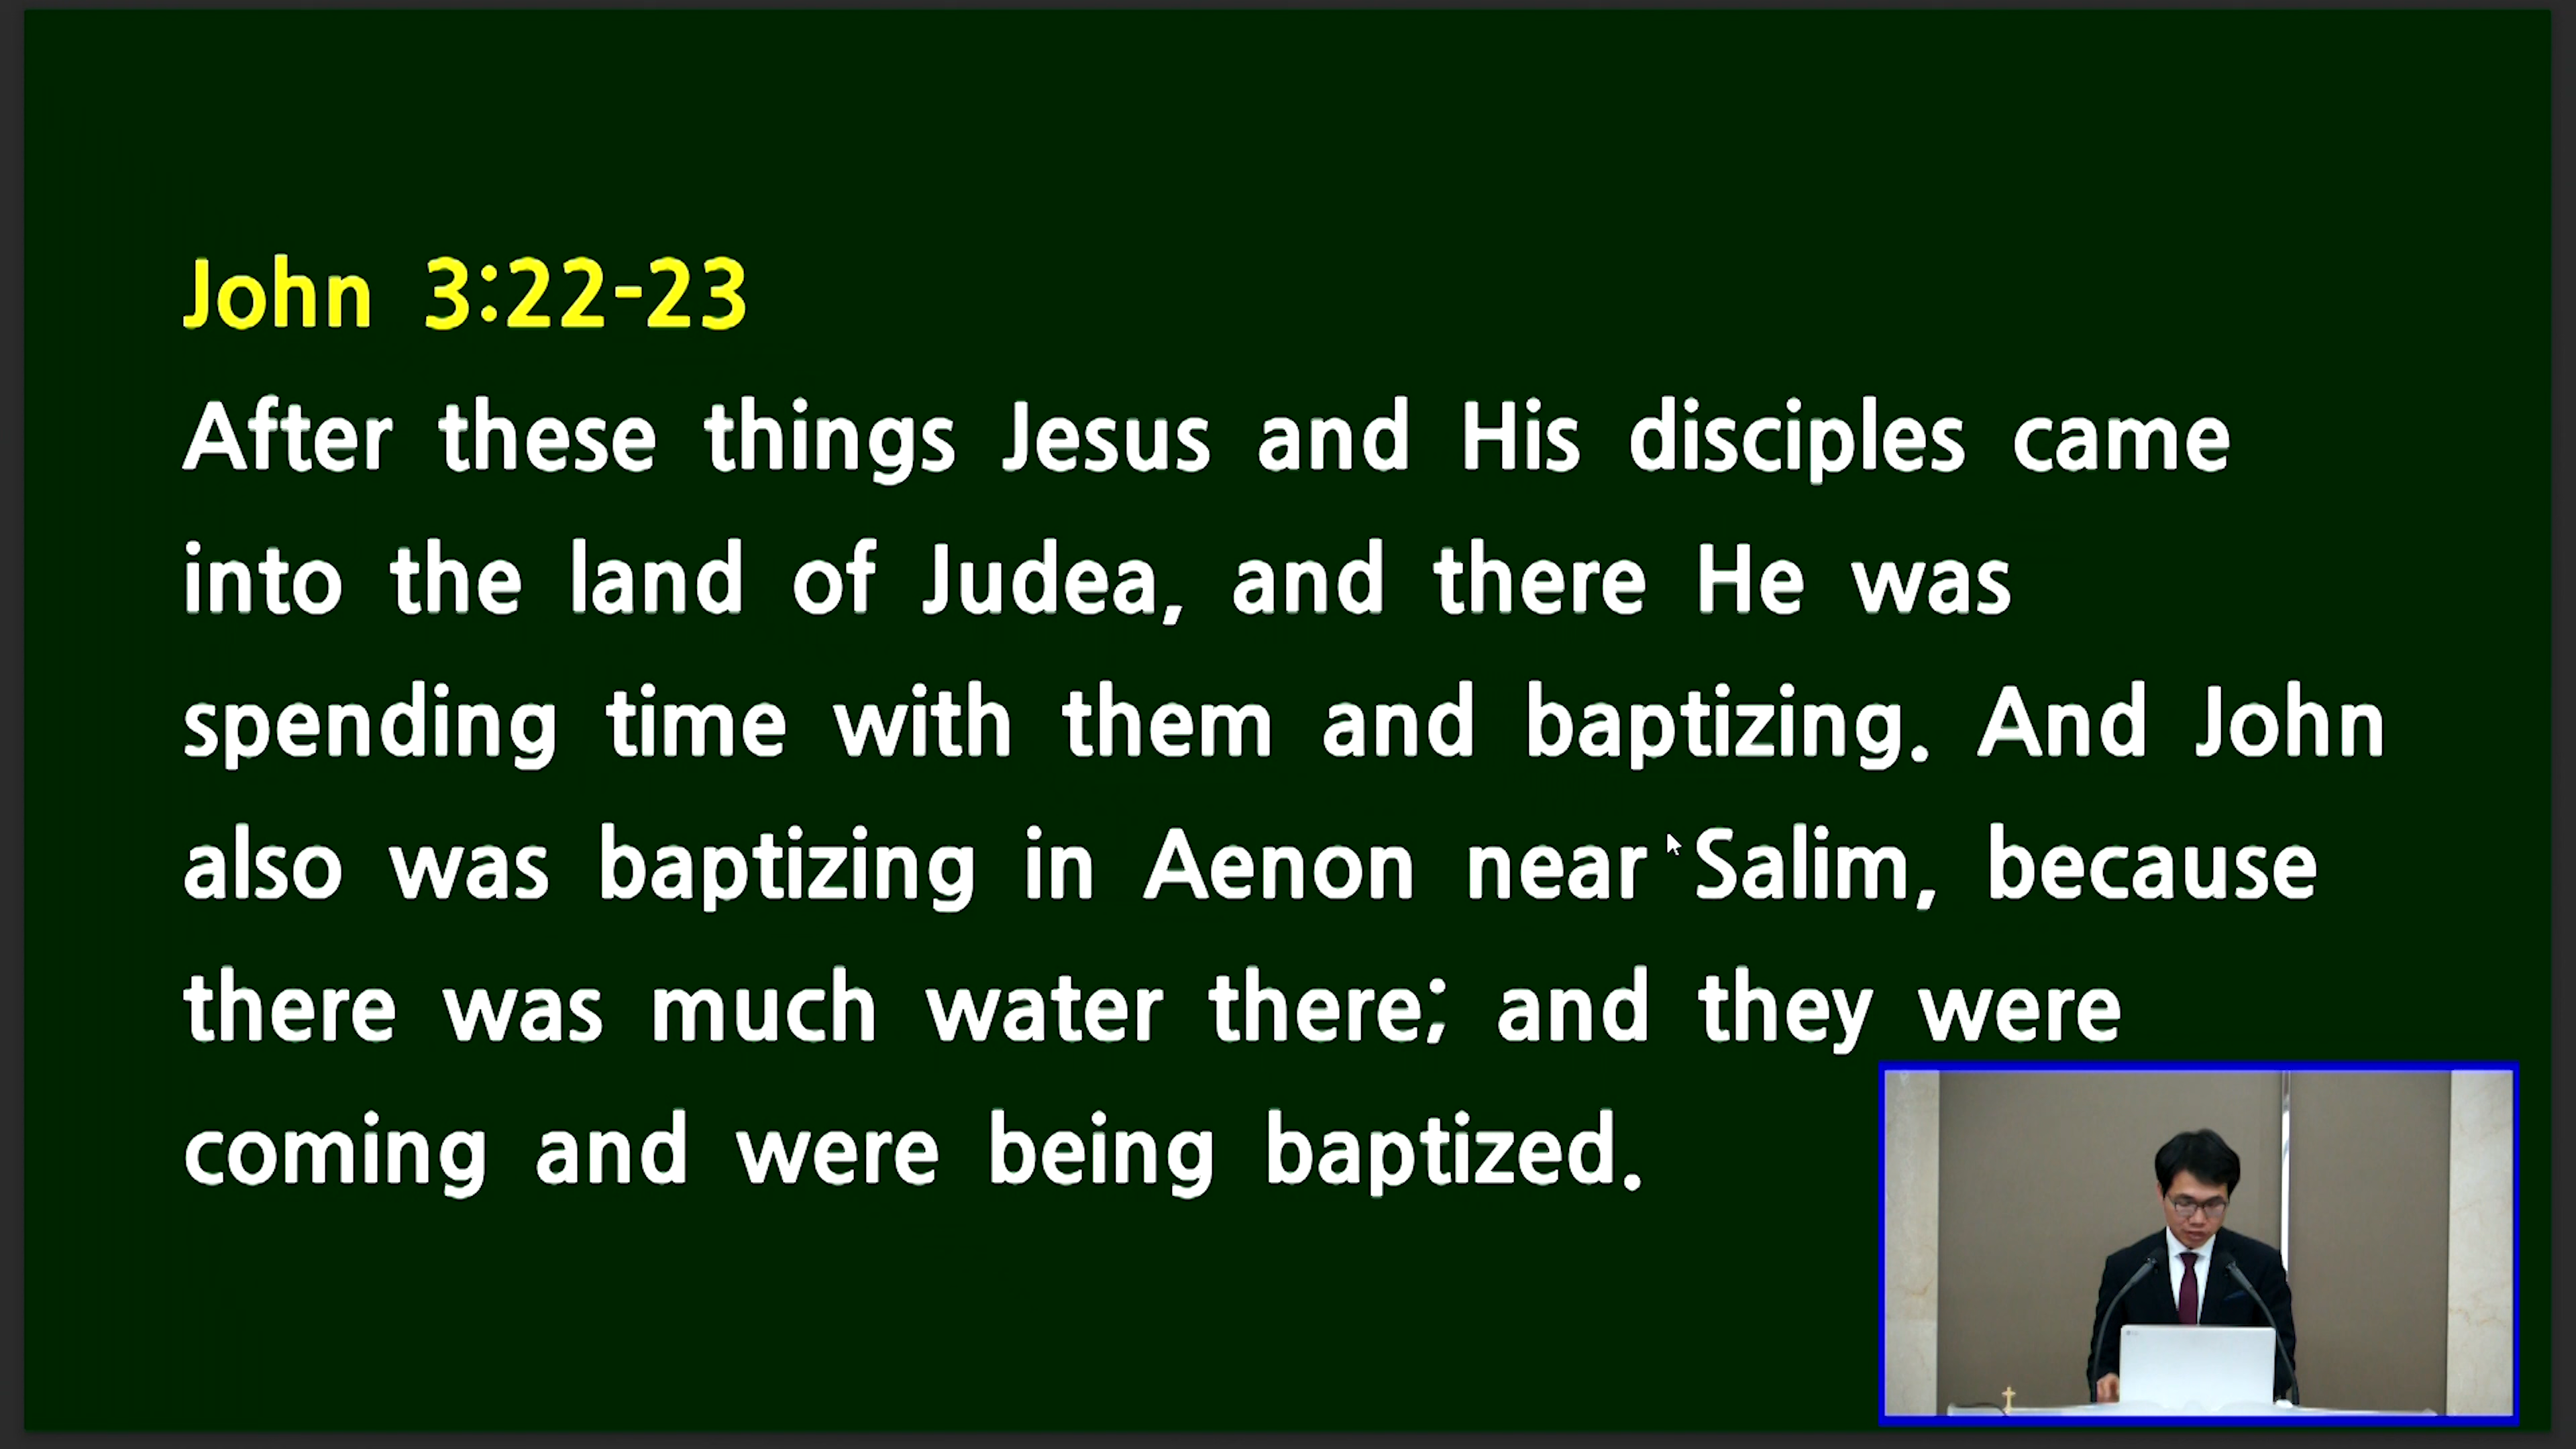 John 3:22-23
After these things Jesus and His disciples came
into the land of Judea, and there He was
spending time with them and baptizing. And John
also was baptizing in Aenon near Salim, because
there was much water there; and they were
coming and were being baptized.